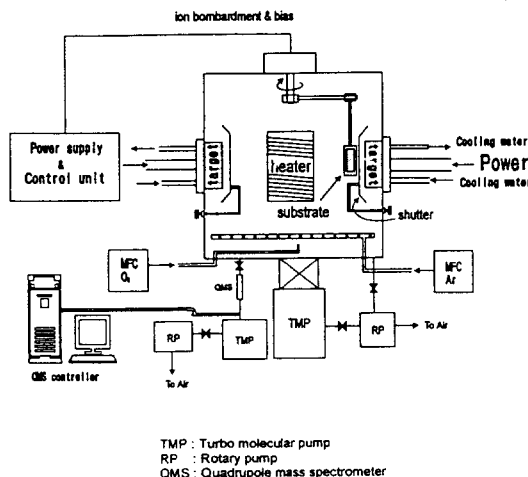 ion bombardment & bias
Power supply
&
Control unit
target
heater
target
Cooling water
Power
Cooling water
substrate
shutter
MFC
O₂
QMS
MFC
Ar
RP
TMP
TMP
RP
To Air
To Air
QMS controller
TMP : Turbo molecular pump
RP : Rotary pump
QMS : Quadrupole mass spectrometer